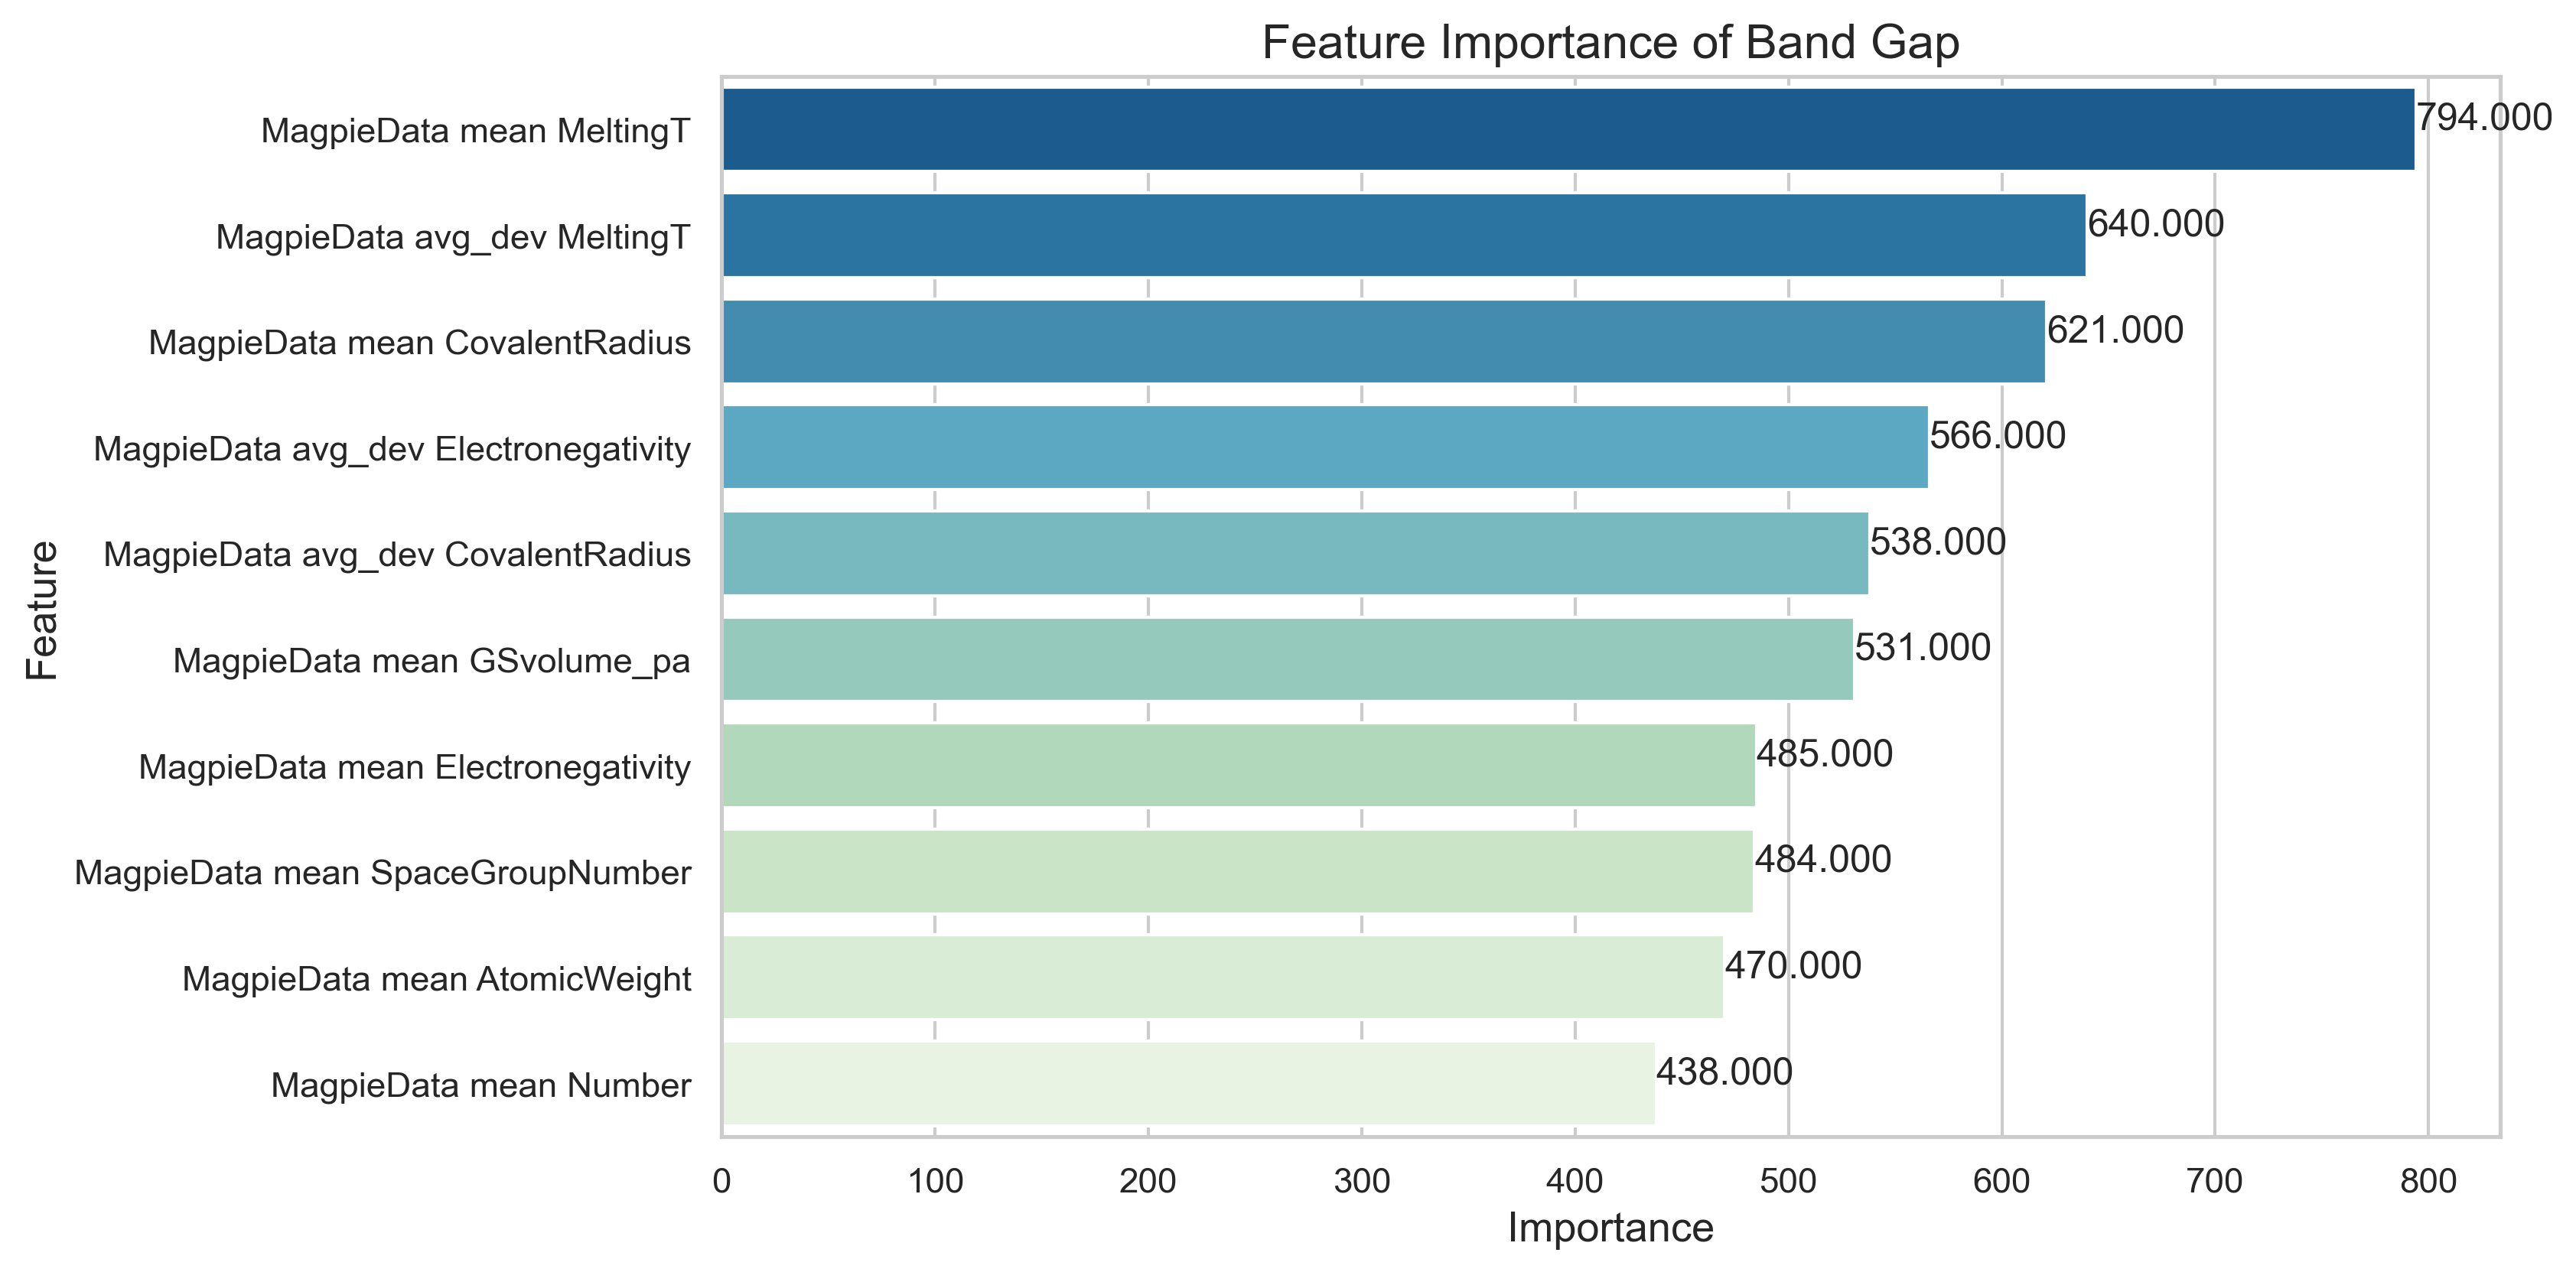 Feature Importance of Band Gap
MagpieData mean MeltingT
794.000
MagpieData avg_dev MeltingT
640.000
MagpieData mean CovalentRadius
621.000
MagpieData avg_dev Electronegativity
566.000
MagpieData avg_dev CovalentRadius
538.000
MagpieData mean GSvolume_pa
531.000
MagpieData mean Electronegativity
485.000
MagpieData mean SpaceGroupNumber
484.000
MagpieData mean AtomicWeight
470.000
MagpieData mean Number
438.000
Feature
0 100 200 300 400 500 600 700 800
Importance